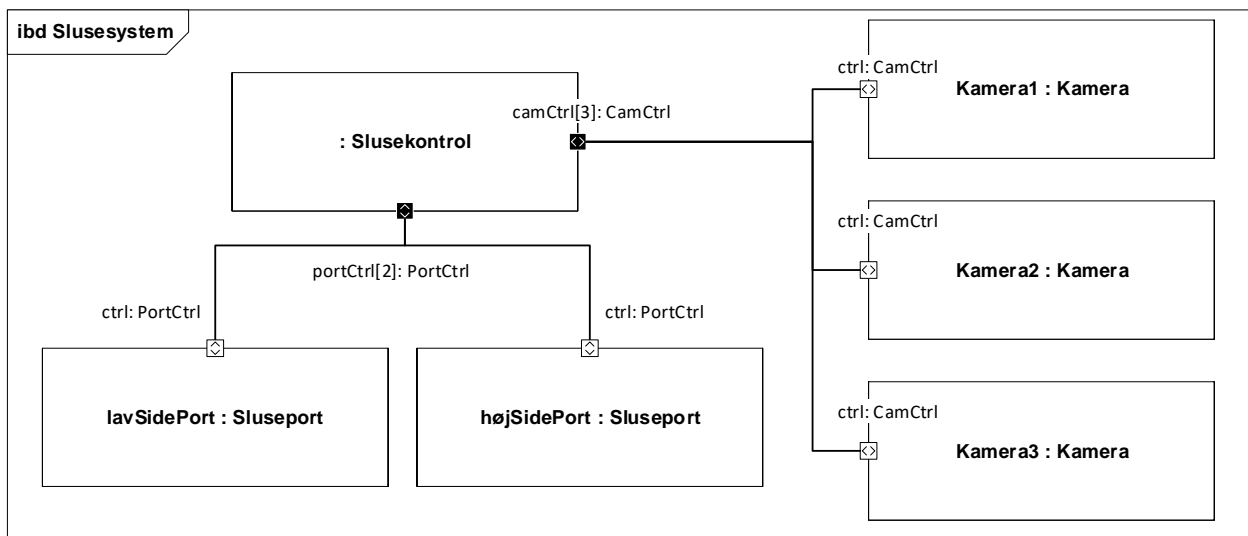 ibd Slusesystem
ctrl: CamCtrl
Kamera1 : Kamera
camCtrl[3]: CamCtrl
: Slusekontrol
ctrl: CamCtrl
Kamera2 : Kamera
portCtrl[2]: PortCtrl
ctrl: PortCtrl
ctrl: PortCtrl
lavSidePort : Sluseport
højSidePort : Sluseport
ctrl: CamCtrl
Kamera3 : Kamera